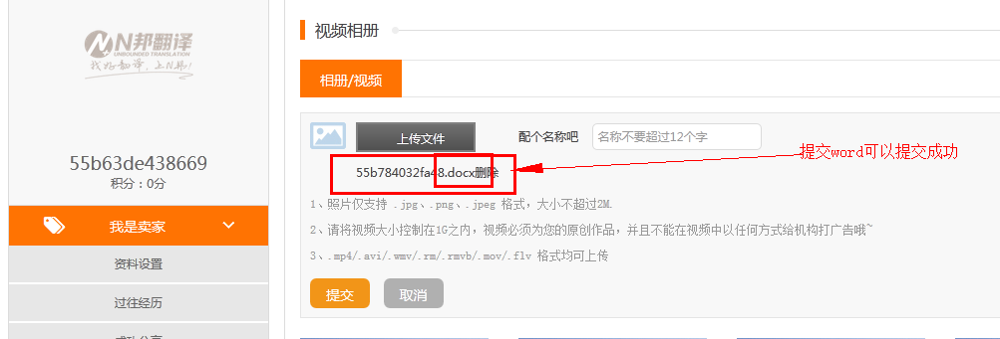 N邦翻译
UNBOUNDED TRANSLATION
找好翻译,上N邦!
55b63de438669
积分：0分
我是卖家
资料设置
过往经历
视频相册
相册/视频
上传文件
配个名称吧
名称不要超过12个字
55b784032fa48.docx删除
提交word可以提交成功
1、照片仅支持 .jpg、.png、.jpeg 格式，大小不超过2M.
2、请将视频大小控制在1G之内，视频必须为您的原创作品，并且不能在视频中以任何方式给机构打广告哦~
3、.mp4/.avi/.wmv/.rm/.rmvb/.mov/.flv 格式均可上传
提交
取消